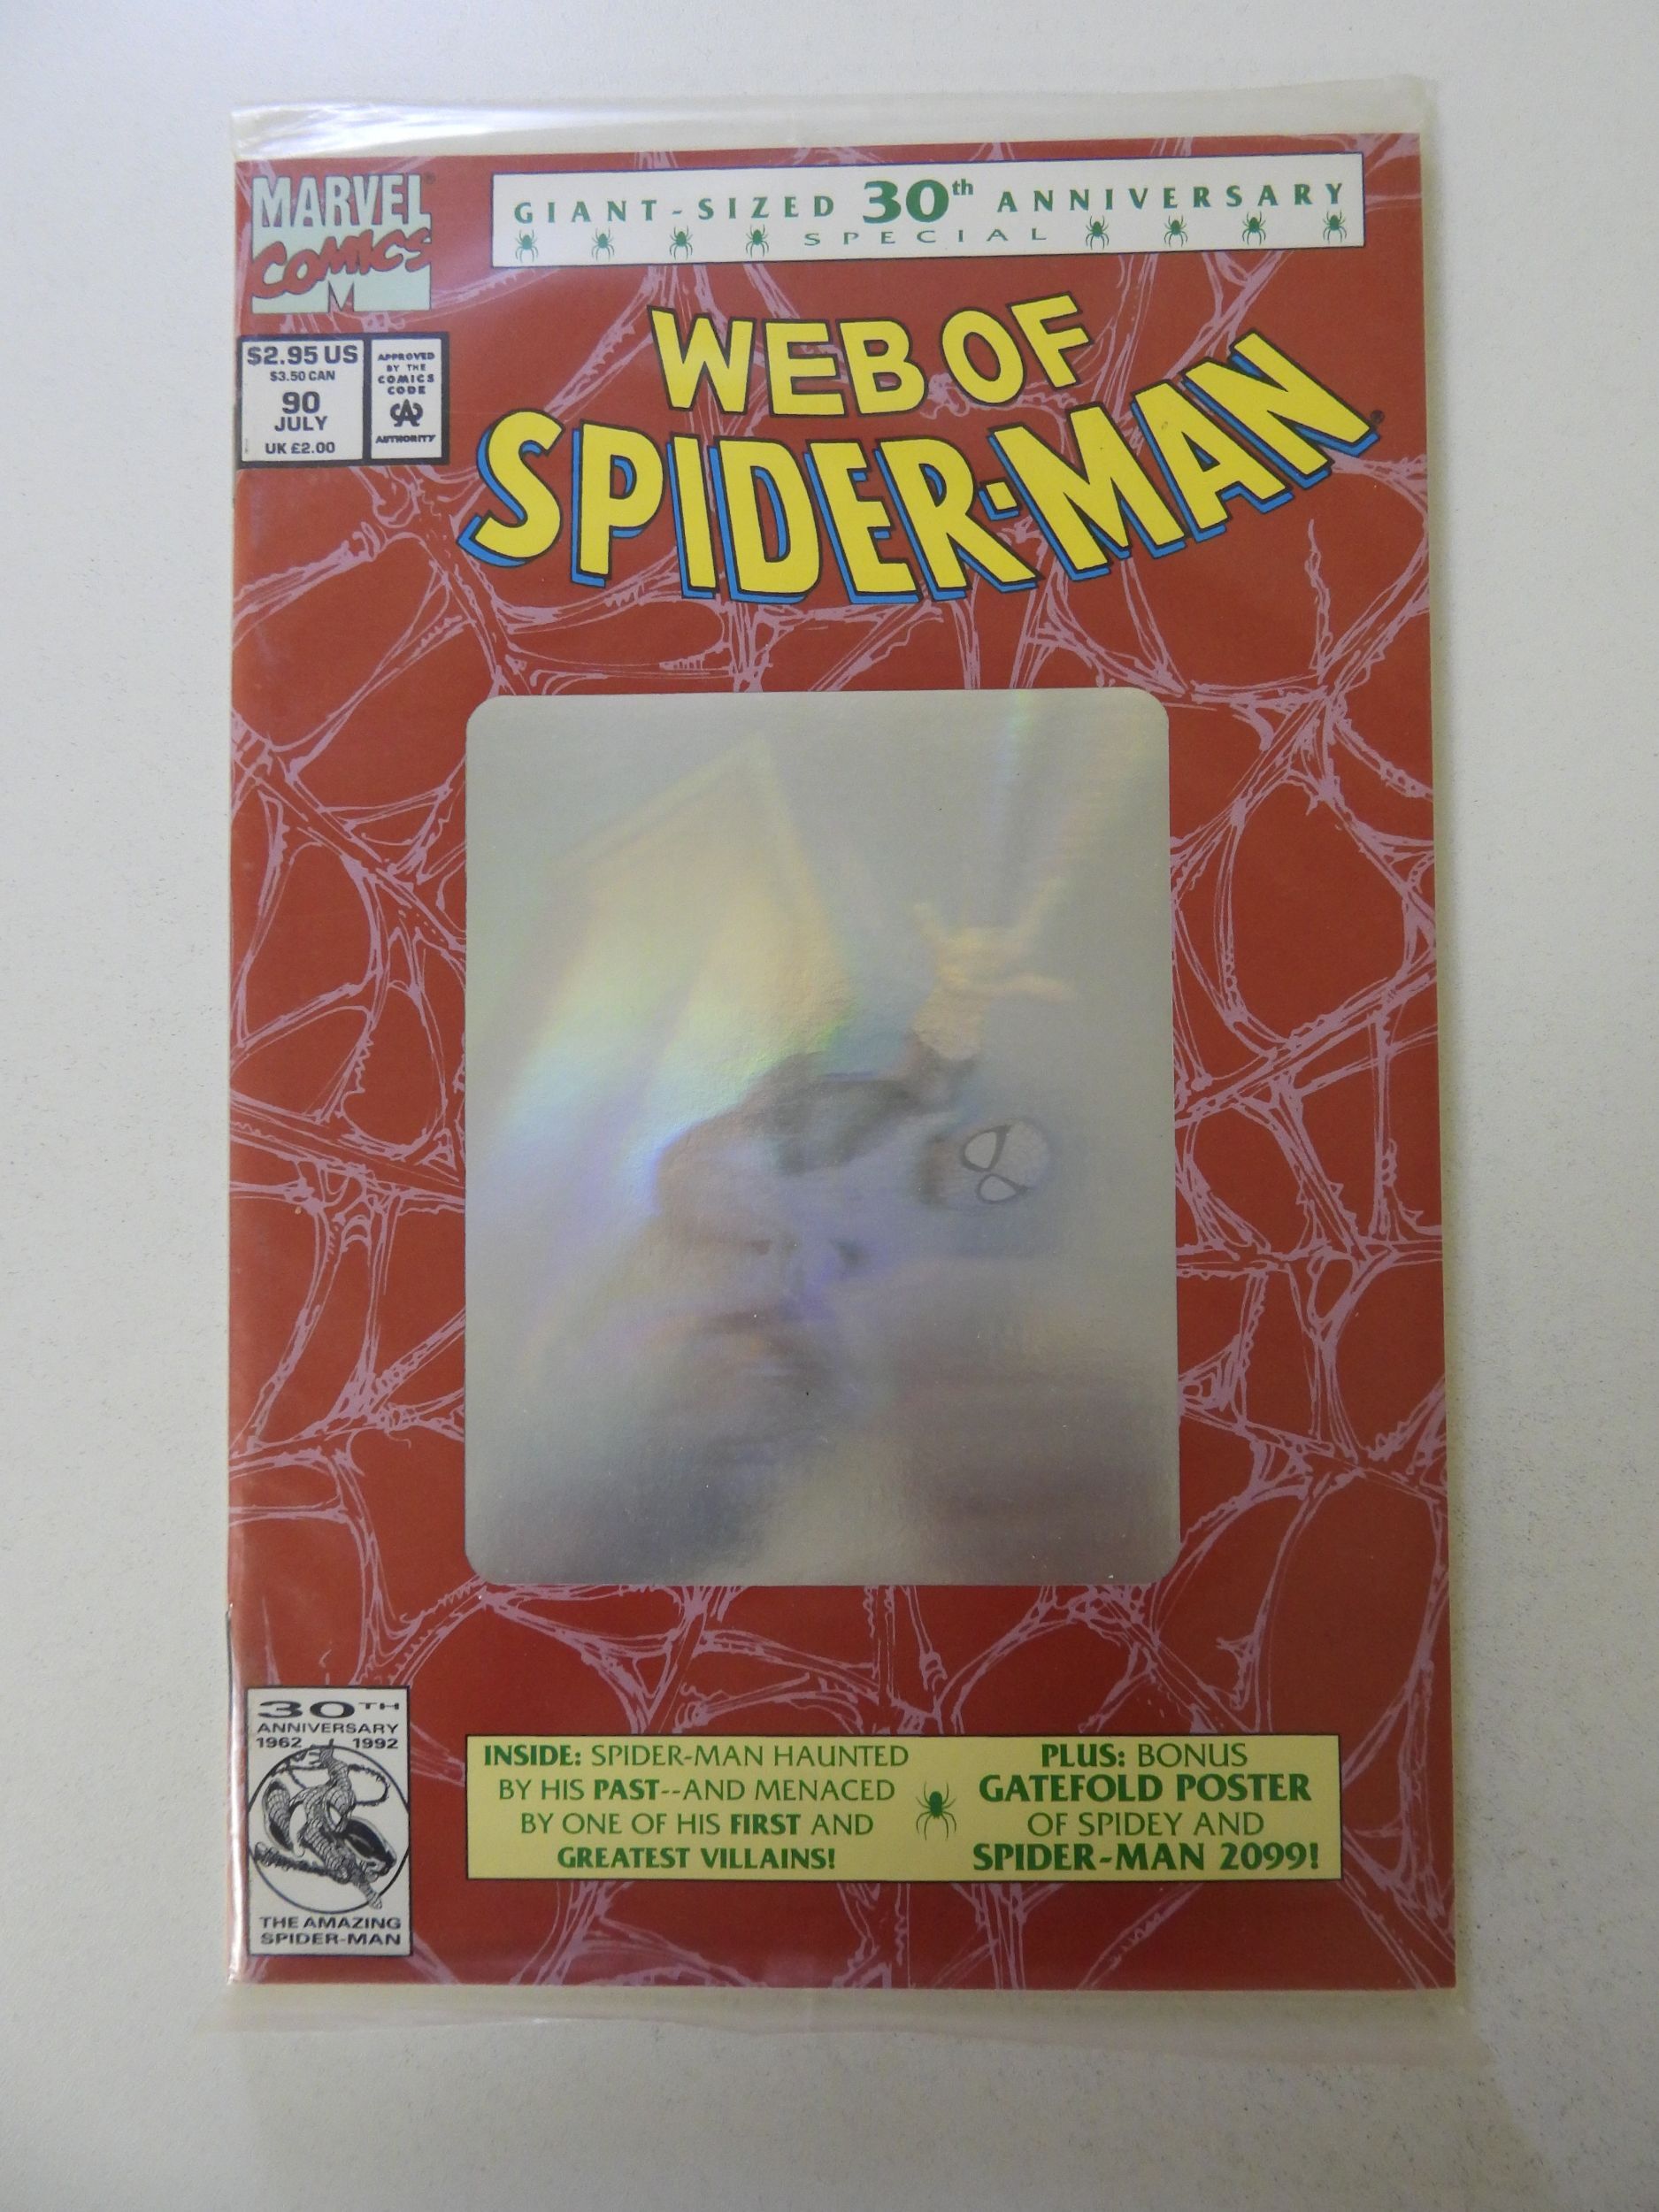 MARVEL®
COMICS
M
GIANT-SIZED 30th ANNIVERSARY
SPECIAL
$2.95 US
$3.50 CAN
90
JULY
UK £2.00
APPROVED
BY THE
COMICS
CODE
CA
AUTHORITY
WEB OF
SPIDER-MAN®
30TH
ANNIVERSARY
1962 1992
THE AMAZING
SPIDER-MAN
INSIDE: SPIDER-MAN HAUNTED
BY HIS PAST--AND MENACED
BY ONE OF HIS FIRST AND
GREATEST VILLAINS!
PLUS: BONUS
GATEFOLD POSTER
OF SPIDEY AND
SPIDER-MAN 2099!